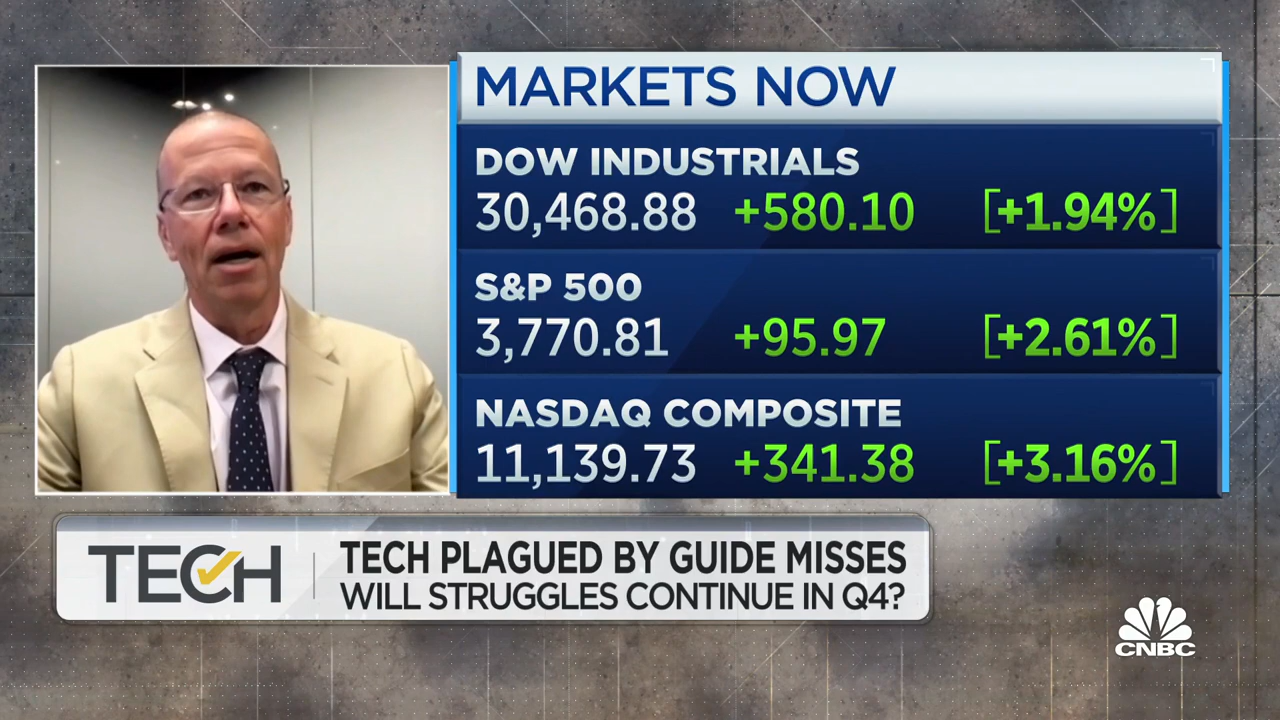 MARKETS NOW
DOW INDUSTRIALS
30,468.88 +580.10 [+1.94%]
S&P 500
3,770.81 +95.97 [+2.61%]
NASDAQ COMPOSITE
11,139.73 +341.38 [+3.16%]
TECH
TECH PLAGUED BY GUIDE MISSES
WILL STRUGGLES CONTINUE IN Q4?
CNBC